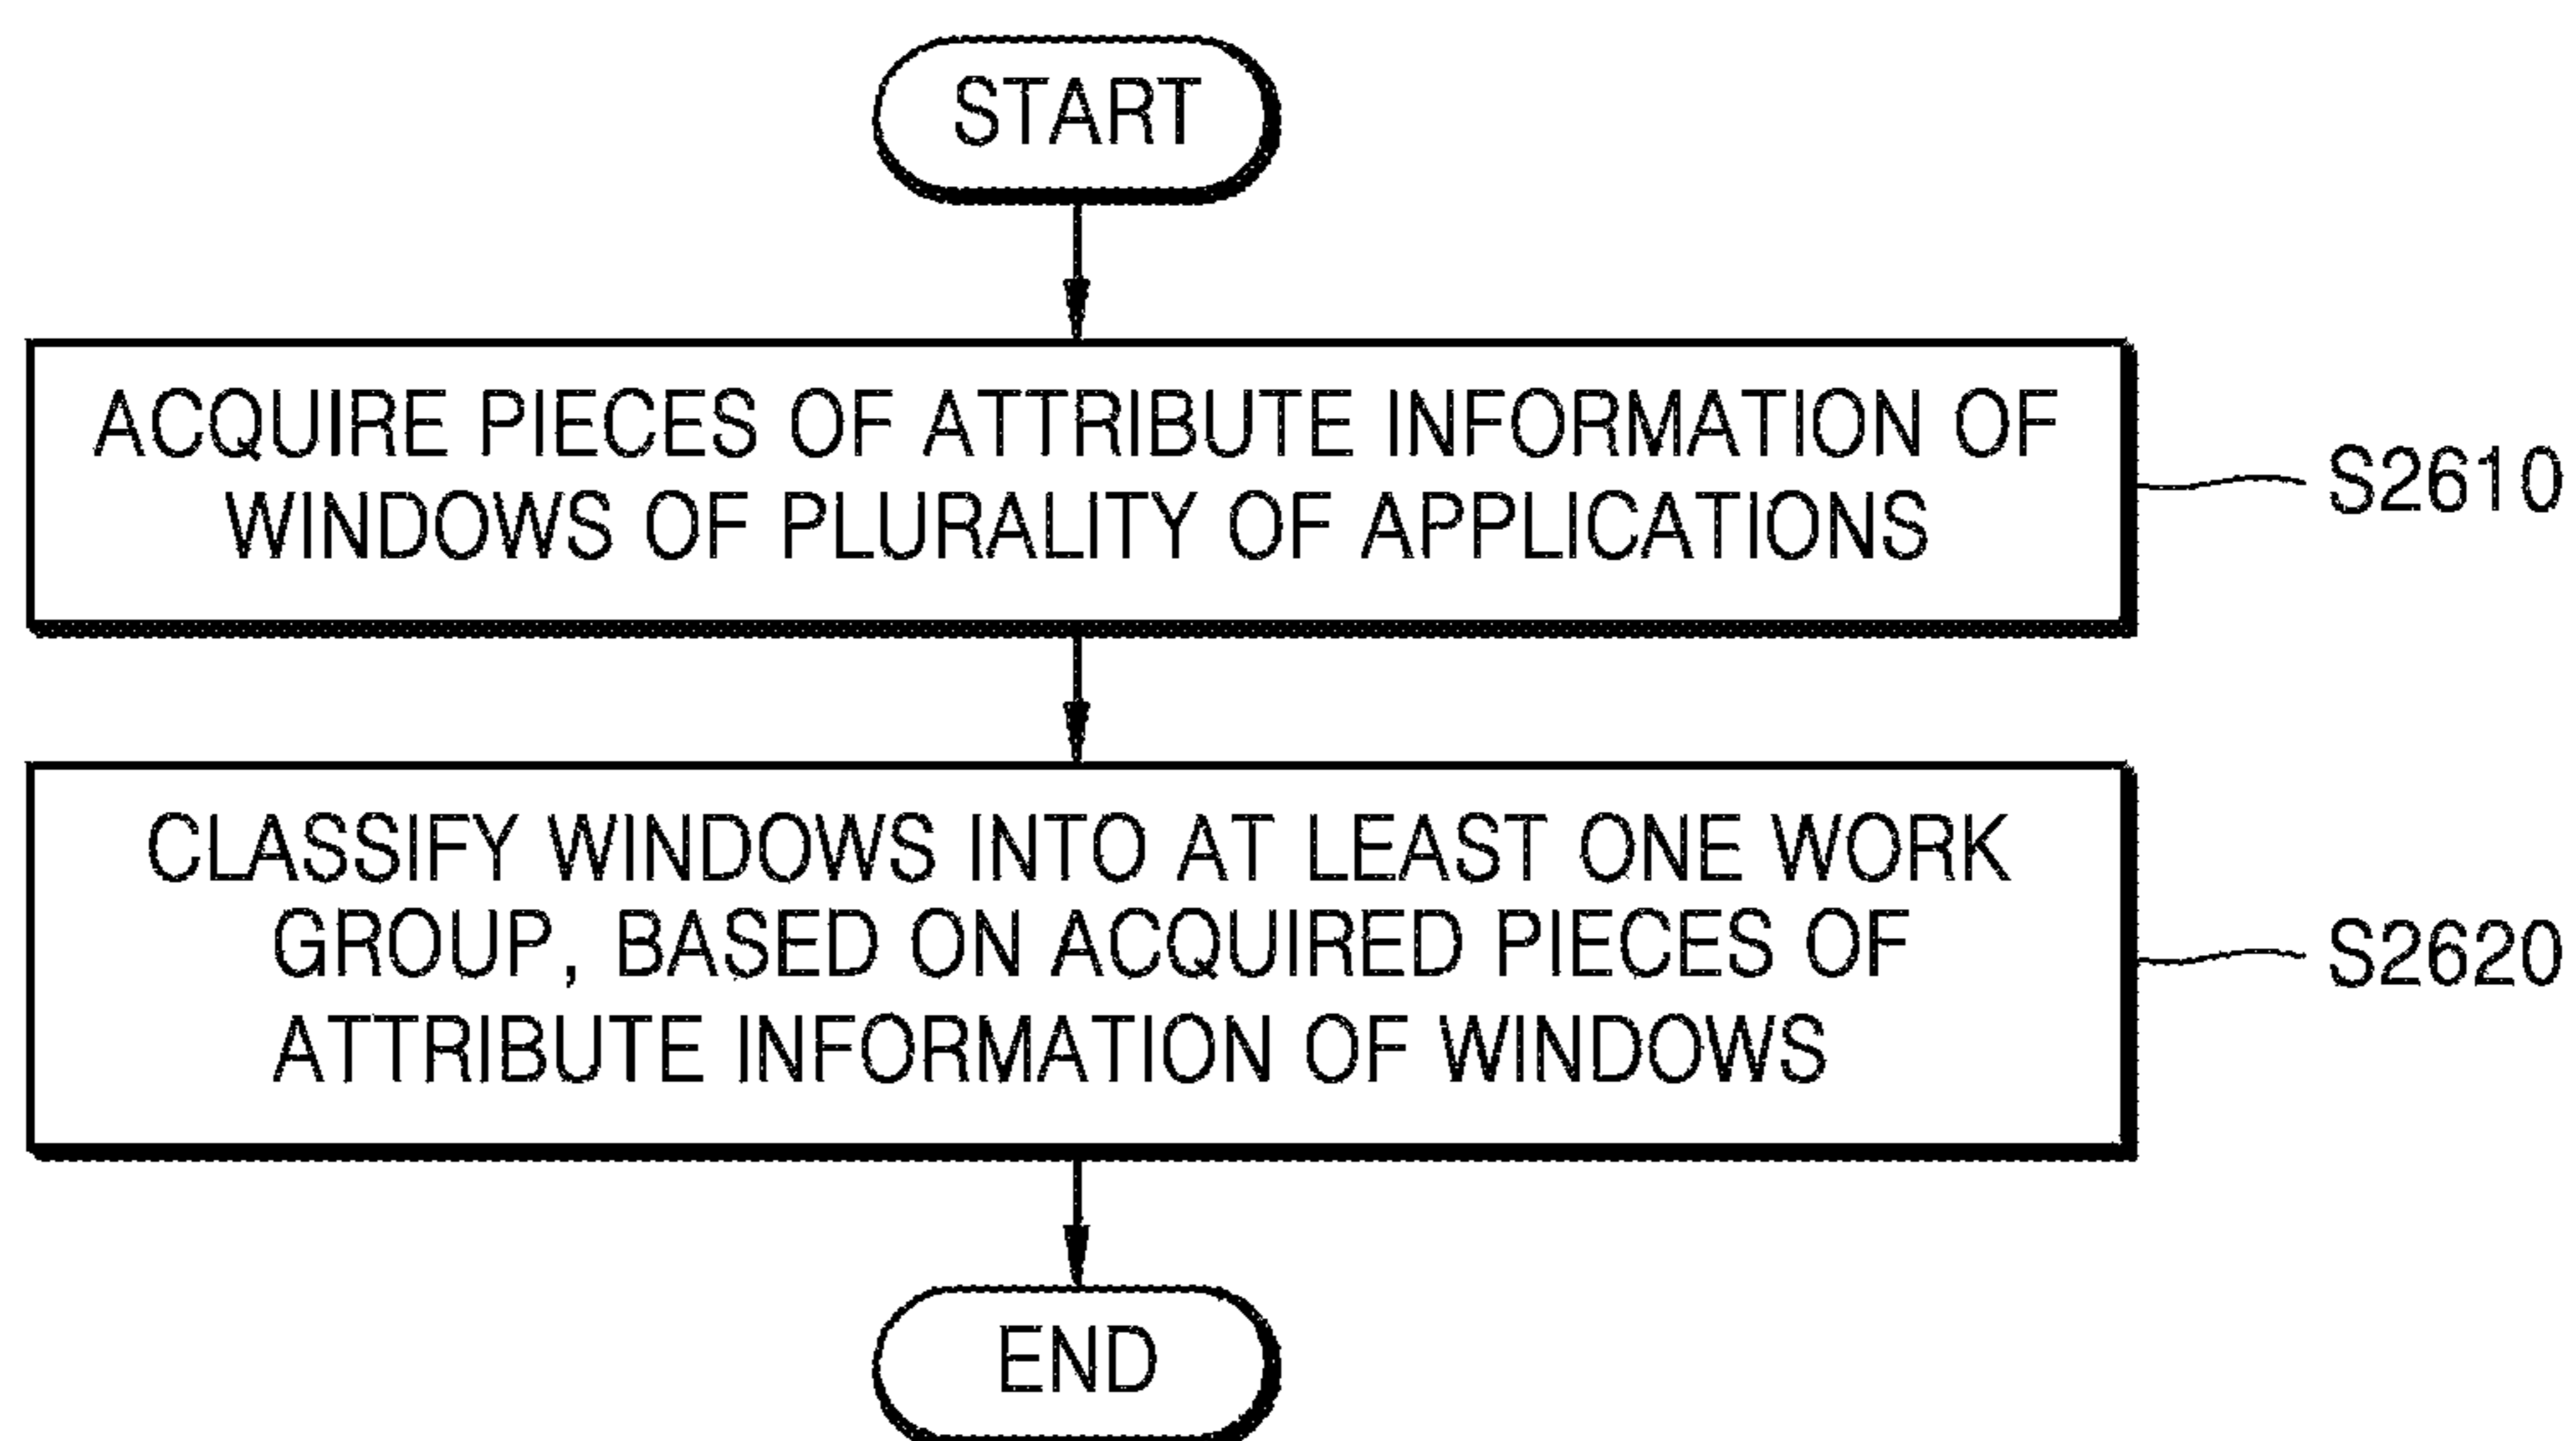 START
ACQUIRE PIECES OF ATTRIBUTE INFORMATION OF
WINDOWS OF PLURALITY OF APPLICATIONS
S2610
CLASSIFY WINDOWS INTO AT LEAST ONE WORK
GROUP, BASED ON ACQUIRED PIECES OF
ATTRIBUTE INFORMATION OF WINDOWS
S2620
END